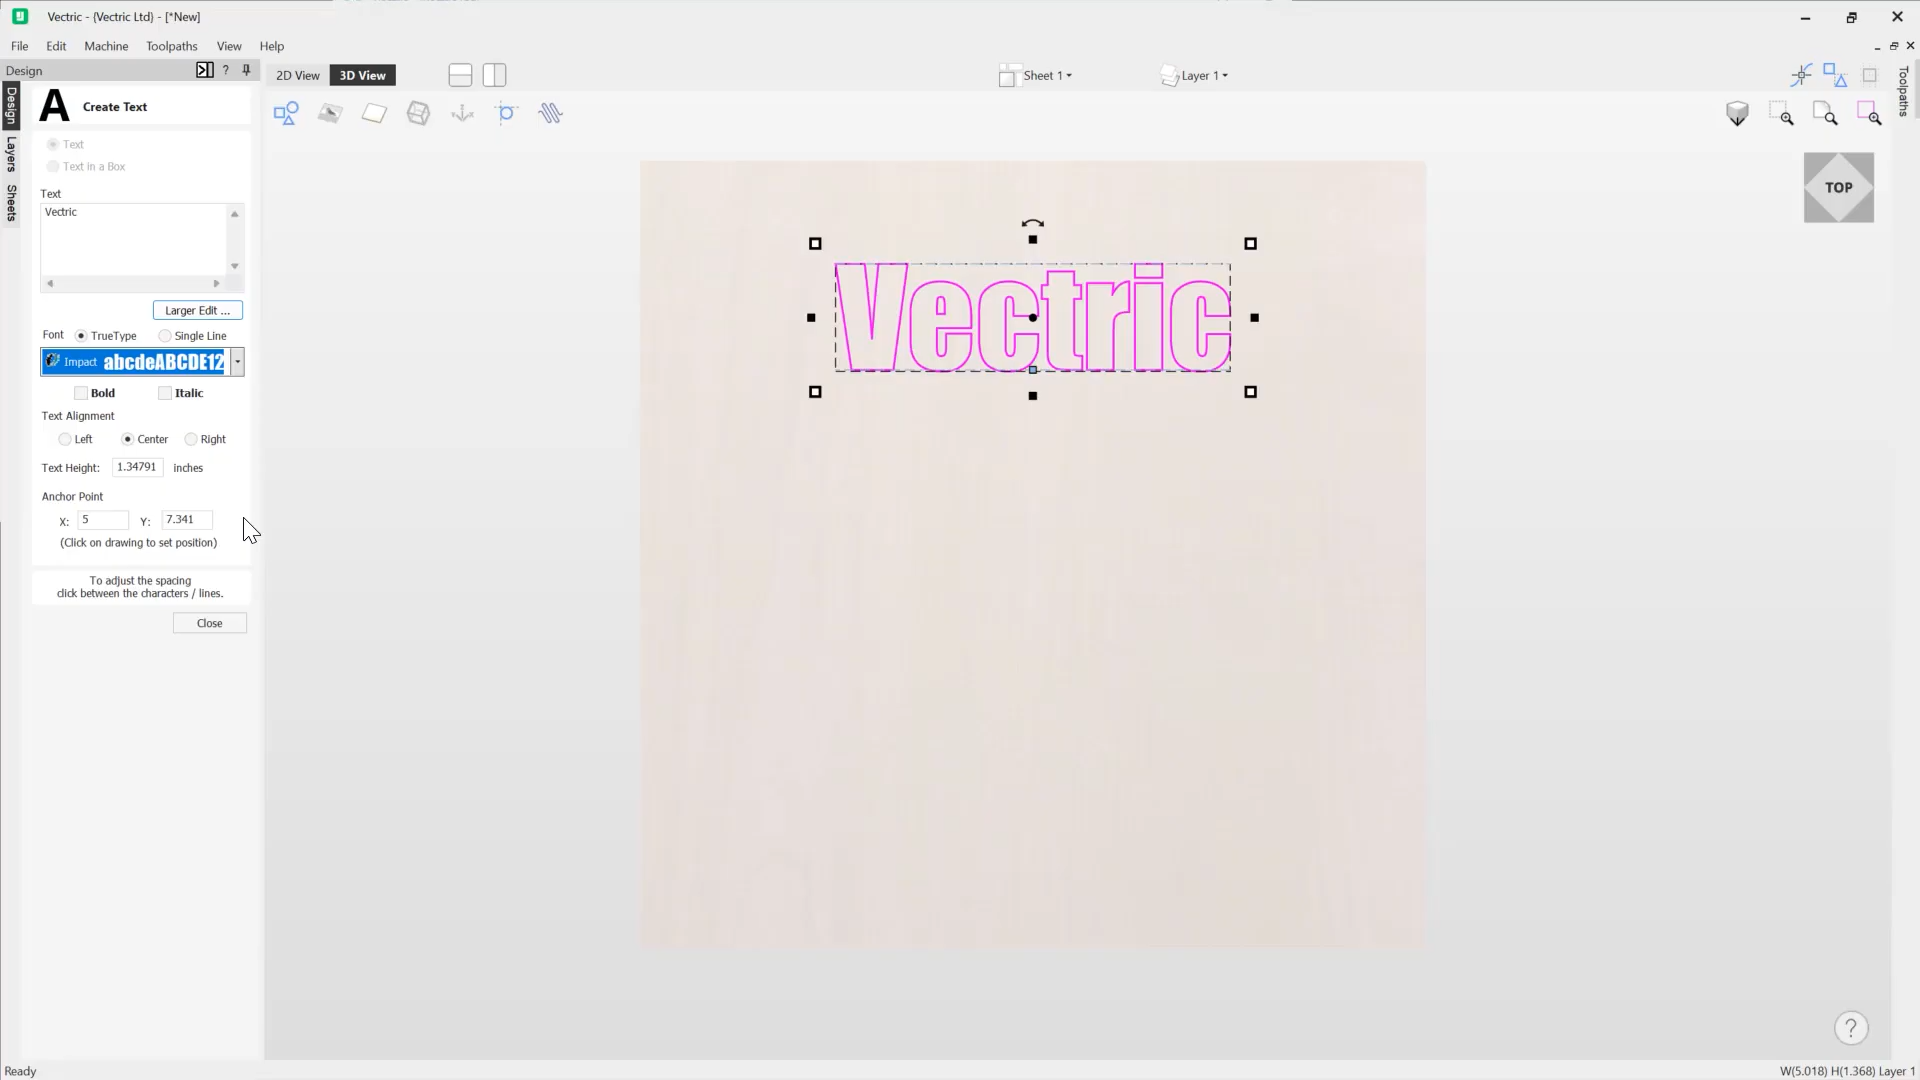 Vectric - {Vectric Ltd} - [*New]
File Edit Machine Toolpaths View Help
Design ?
2D View 3D View
Sheet 1
Layer 1
Design
Layers
Sheets
Toolpaths
A Create Text
Text
Text in a Box
Text
Vectric
Larger Edit ...
Font TrueType Single Line
Impact abcdeABCDE12
Bold Italic
Text Alignment
Left Center Right
Text Height: 1.34791 inches
Anchor Point
X: 5 Y: 7.341
(Click on drawing to set position)
To adjust the spacing
click between the characters / lines.
Close
TOP
Vectric
?
Ready
W(5.018) H(1.368) Layer 1